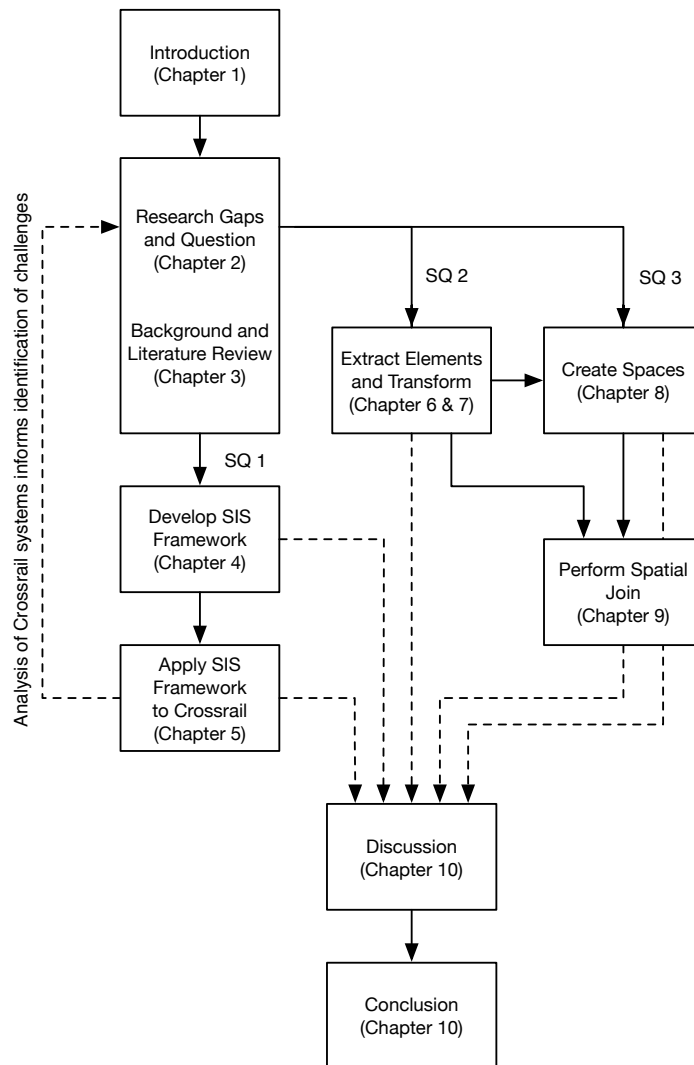 Introduction
(Chapter 1)
Analysis of Crossrail systems informs identification of challenges
Research Gaps
and Question
(Chapter 2)
Background and
Literature Review
(Chapter 3)
SQ 2
SQ 3
Extract Elements
and Transform
(Chapter 6 & 7)
Create Spaces
(Chapter 8)
SQ 1
Develop SIS
Framework
(Chapter 4)
Perform Spatial
Join
(Chapter 9)
Apply SIS
Framework
to Crossrail
(Chapter 5)
Discussion
(Chapter 10)
Conclusion
(Chapter 10)